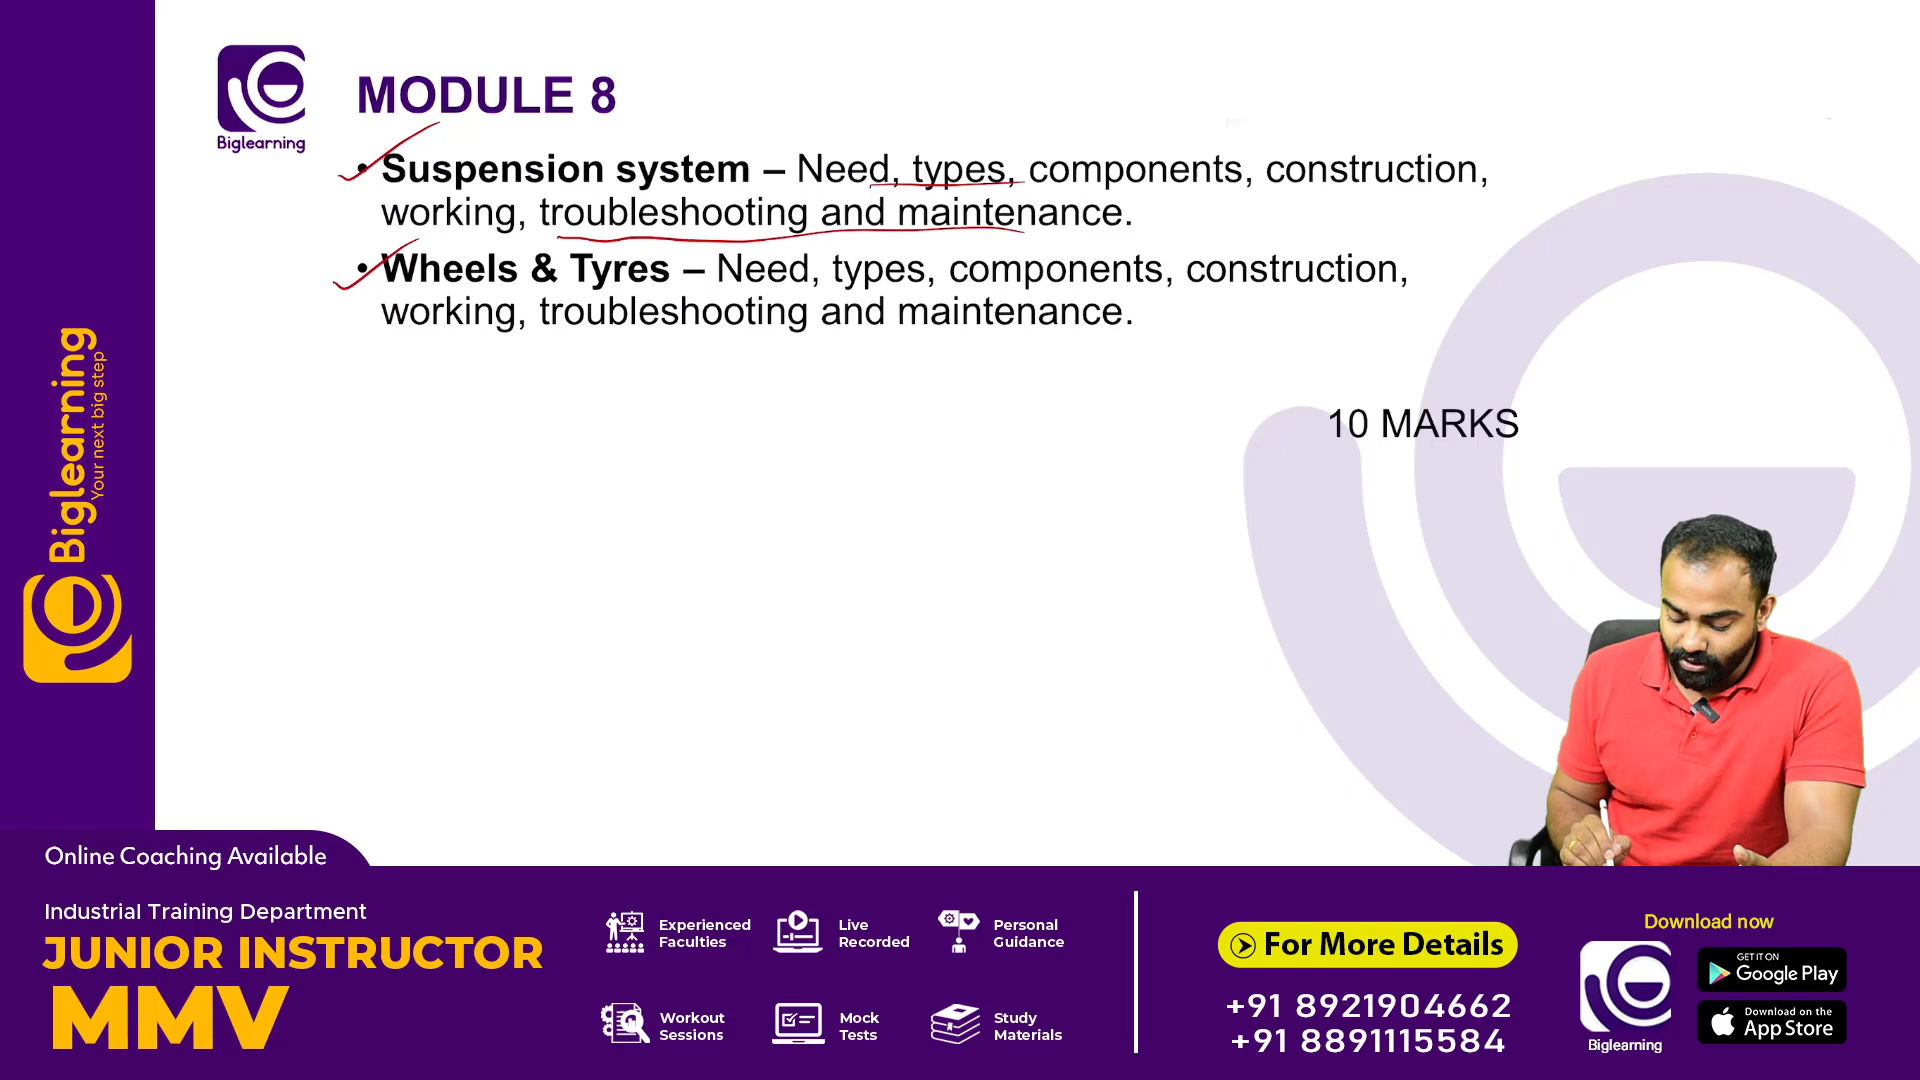 MODULE 8
Biglearning
• Suspension system – Need, types, components, construction,
working, troubleshooting and maintenance.
• Wheels & Tyres – Need, types, components, construction,
working, troubleshooting and maintenance.
10 MARKS
Biglearning
Your next big step
Online Coaching Available
Industrial Training Department
JUNIOR INSTRUCTOR
MMV
Experienced
Faculties
Live
Recorded
Personal
Guidance
Workout
Sessions
Mock
Tests
Study
Materials
For More Details
+91 8921904662
+91 8891115584
Download now
Biglearning
GET IT ON
Google Play
Download on the
App Store